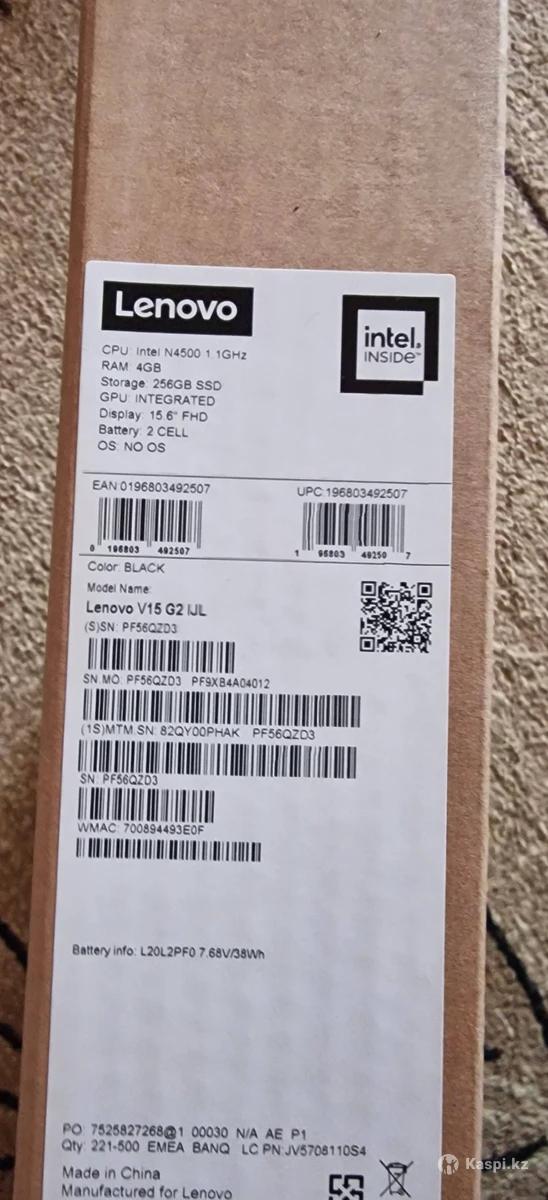 Lenovo
intel.
INSIDE™
CPU: Intel N4500 1.1GHz
RAM: 4GB
Storage: 256GB SSD
GPU: INTEGRATED
Display: 15.6" FHD
Battery: 2 CELL
OS: NO OS
EAN:0196803492507
UPC:196803492507
0 196803 492507
1 96803 49250 7
Color: BLACK
Model Name:
Lenovo V15 G2 IJL
(S)SN: PF56QZD3
SN.MO: PF56QZD3 PF9XB4A04012
(1S)MTM.SN: 82QY00PHAK PF56QZD3
SN: PF56QZD3
WMAC: 700894493E0F
Battery info: L20L2PF0 7.68V/38Wh
PO: 7525827268@1 00030 N/A AE P1
Qty: 221-500 EMEA BANQ LC PN:JV5708110S4
Made in China
Manufactured for Lenovo
Kaspi.kz